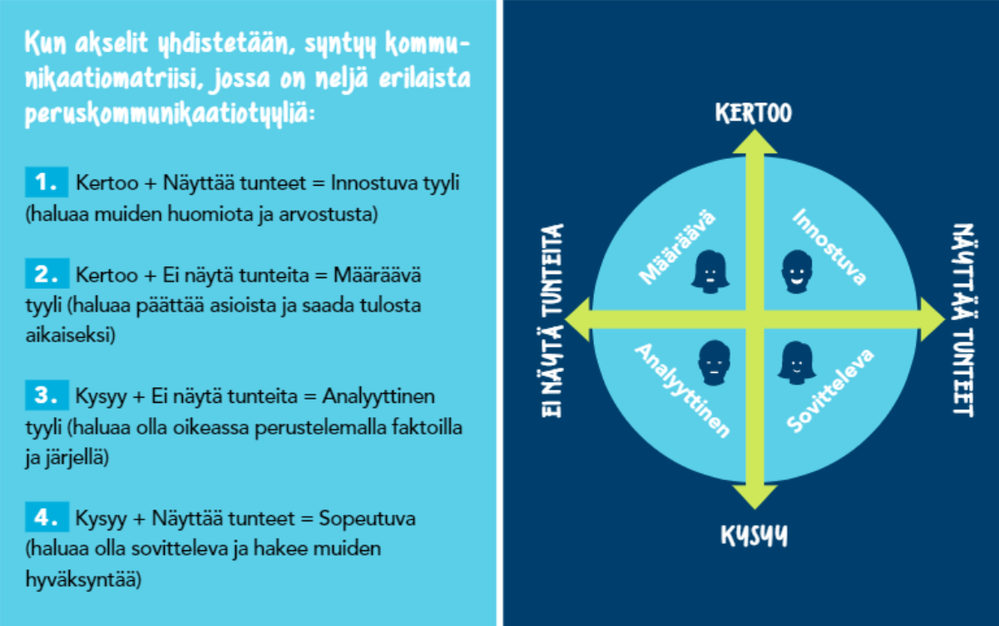 Kun akselit yhdistetään, syntyy kommu-
nikaatiomatriisi, jossa on neljä erilaista
peruskommunikaatiotyyliä:
1. Kertoo + Näyttää tunteet = Innostuva tyyli
(haluaa muiden huomiota ja arvostusta)
2. Kertoo + Ei näytä tunteita = Määräävä
tyyli (haluaa päättää asioista ja saada tulosta
aikaiseksi)
3. Kysyy + Ei näytä tunteita = Analyyttinen
tyyli (haluaa olla oikeassa perustelemalla faktoilla
ja järjellä)
4. Kysyy + Näyttää tunteet = Sopeutuva
(haluaa olla sovitteleva ja hakee muiden
hyväksyntää)
KERTOO
EI NÄYTÄ TUNTEITA
Määräävä
Innostuva
NÄYTTÄÄ TUNTEET
Analyyttinen
Sovitteleva
KYSYY